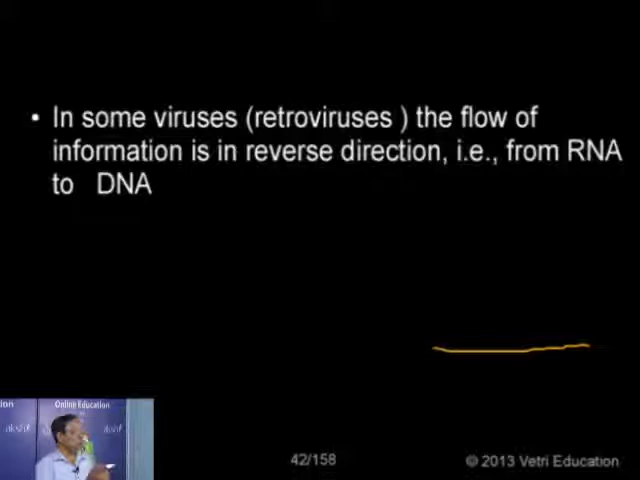 • In some viruses (retroviruses ) the flow of
information is in reverse direction, i.e., from RNA
to DNA
Online Education
42/158
© 2013 Vetri Education